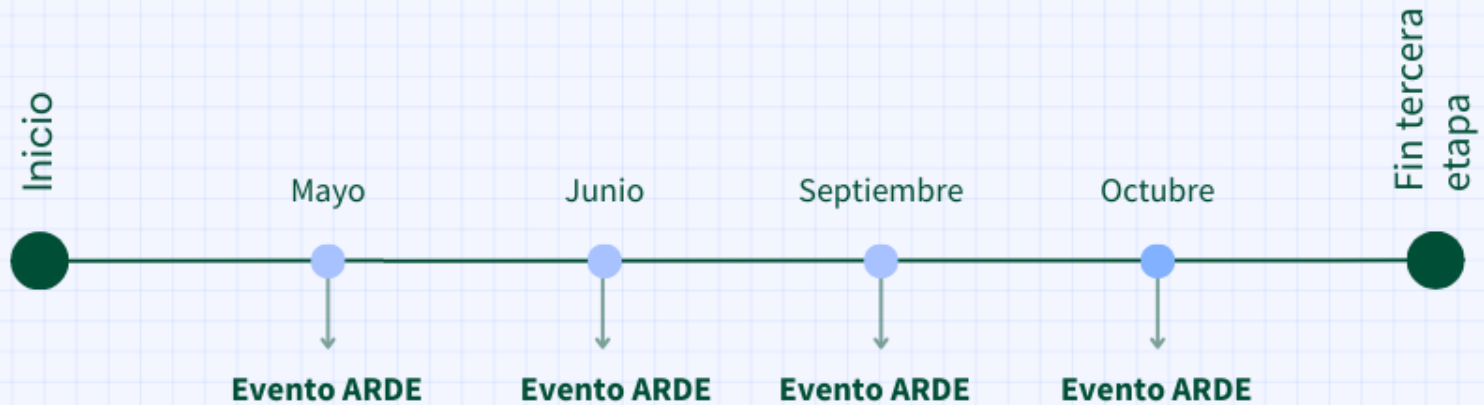 Inicio
Mayo
Junio
Septiembre
Octubre
Fin tercera
etapa
Evento ARDE
Evento ARDE
Evento ARDE
Evento ARDE